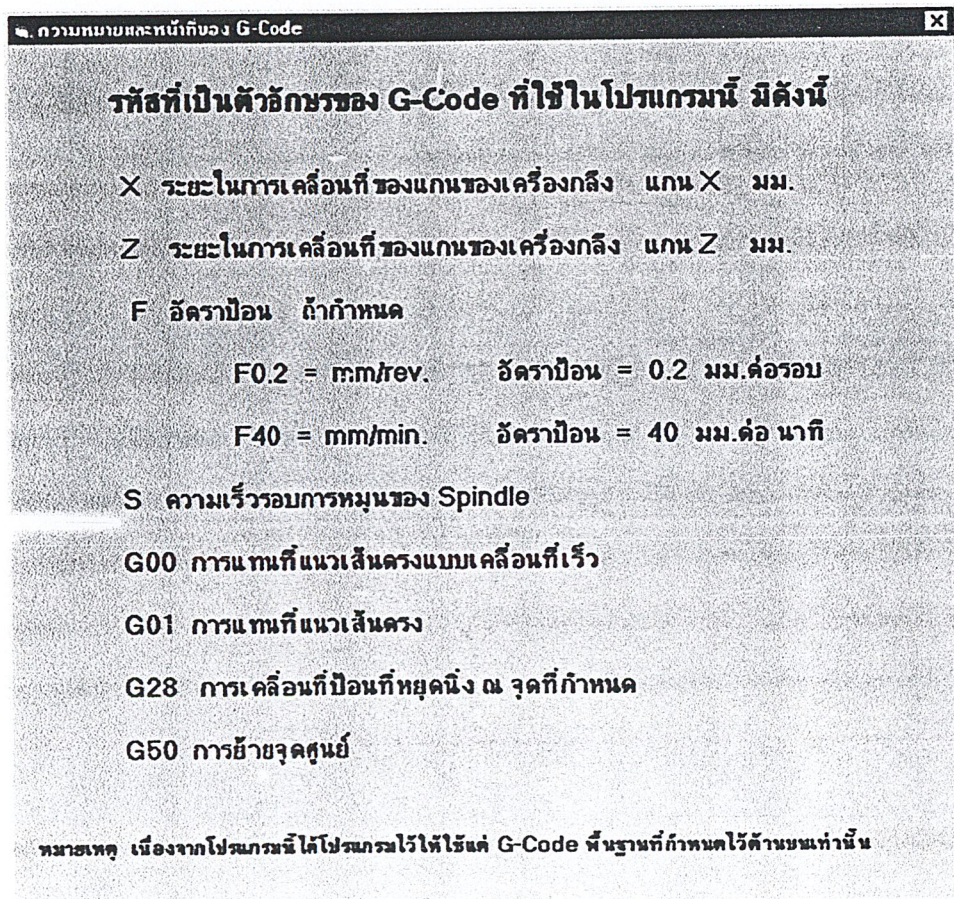 ความหมายและหน้าที่ของ G-Code
รหัสที่เป็นตัวอักษรของ G-Code ที่ใช้ในโปรแกรมนี้ มีดังนี้
X ระยะในการเคลื่อนที่ของแกนของเครื่องกลึง แกน X มม.
Z ระยะในการเคลื่อนที่ของแกนของเครื่องกลึง แกน Z มม.
F อัตราป้อน ถ้ากำหนด
F0.2 = mm/rev. อัตราป้อน = 0.2 มม.ต่อรอบ
F40 = mm/min. อัตราป้อน = 40 มม.ต่อ นาที
S ความเร็วรอบการหมุนของ Spindle
G00 การแทนที่แนวเส้นตรงแบบเคลื่อนที่เร็ว
G01 การแทนที่แนวเส้นตรง
G28 การเคลื่อนที่ป้อนที่หยุดนิ่ง ณ จุดที่กำหนด
G50 การย้ายจุดศูนย์
หมายเหตุ เนื่องจากโปรแกรมนี้ได้โปรแกรมไว้ให้ใช้แต่ G-Code พื้นฐานที่กำหนดไว้ด้านบนเท่านั้น